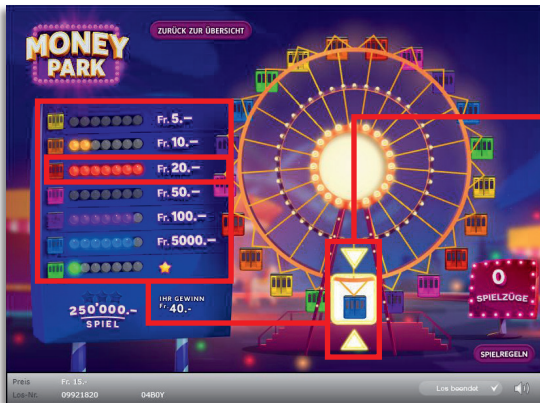 MONEY
PARK
ZURÜCK ZUR ÜBERSICHT
Fr. 5.–
Fr. 10.–
Fr. 20.–
Fr. 50.–
Fr. 100.–
Fr. 5000.–
250'000.–
SPIEL
IHR GEWINN
Fr. 40.-
0
SPIELZÜGE
SPIELREGELN
Preis Fr. 15.-
Los-Nr. 09921820 04B0Y
Los beendet